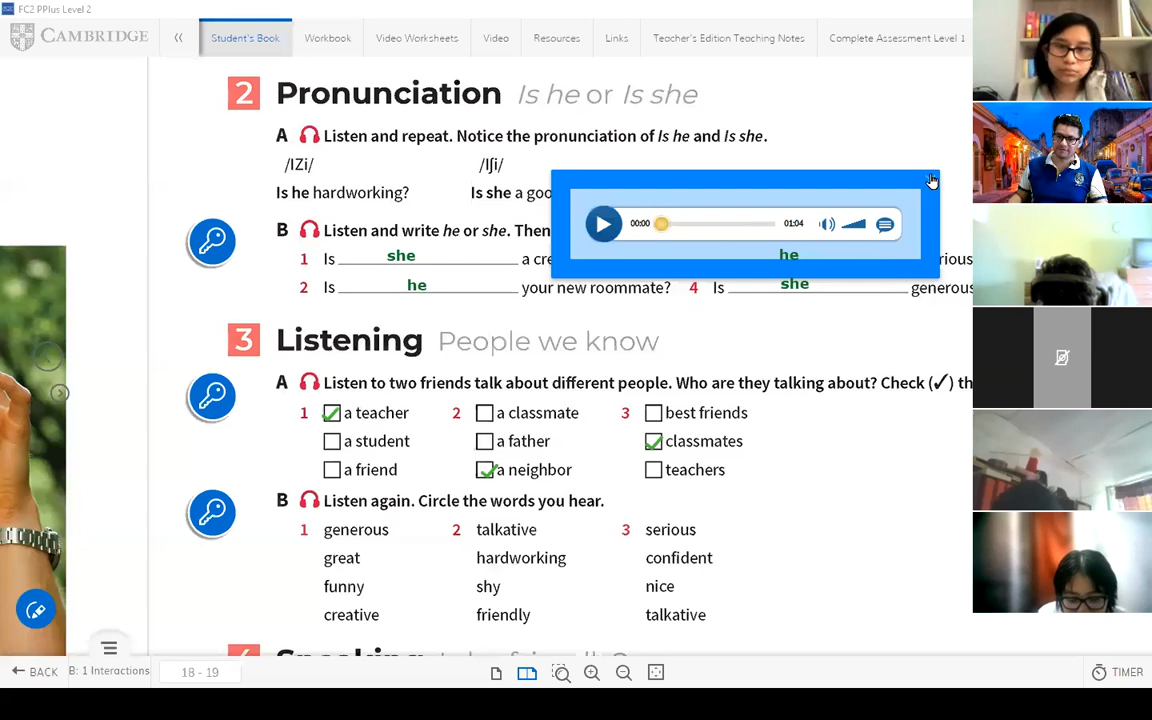 FC2 PPlus Level 2
CAMBRIDGE
Student's Book
Workbook
Video Worksheets
Video
Resources
Links
Teacher's Edition Teaching Notes
Complete Assessment Level 1
2 Pronunciation Is he or Is she
A Listen and repeat. Notice the pronunciation of Is he and Is she.
/IZi/ /Iʃi/
Is he hardworking? Is she a goo
00:00 01:04
B Listen and write he or she. Then
1 Is she a cre he rious
2 Is he your new roommate? 4 Is she generous
3 Listening People we know
A Listen to two friends talk about different people. Who are they talking about? Check (✓) th
1 a teacher 2 a classmate 3 best friends
a student a father classmates
a friend a neighbor teachers
B Listen again. Circle the words you hear.
1 generous 2 talkative 3 serious
great hardworking confident
funny shy nice
creative friendly talkative
BACK B: 1 Interactions 18 - 19 TIMER